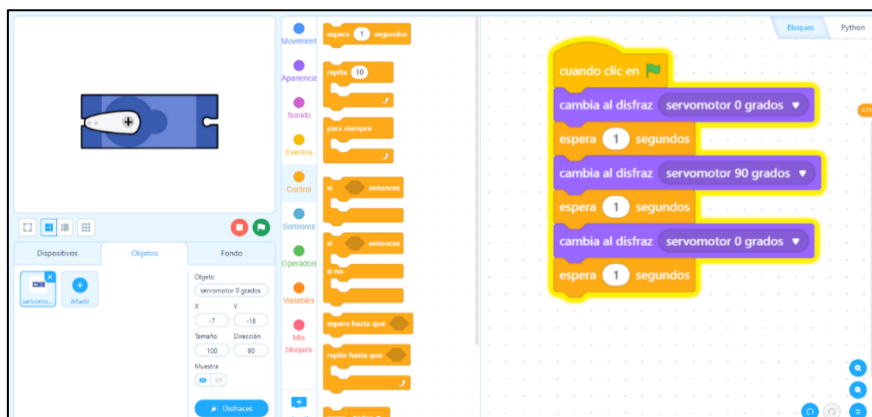 Bloques Python
Movimient
Apariencia
Sonido
Eventos
Control
Sensores
Operadore
Variables
Mis
bloques
espera 1 segundos
repite 10
para siempre
si entonces
si entonces
si no
espera hasta que
repite hasta que
cuando clic en
cambia al disfraz servomotor 0 grados
espera 1 segundos
cambia al disfraz servomotor 90 grados
espera 1 segundos
cambia al disfraz servomotor 0 grados
espera 1 segundos
Dispositivos Objetos Fondo
servomo...
Añadir
Objeto
servomotor 0 grados
X Y
-7 -18
Tamaño Dirección
100 90
Muestra
Disfraces